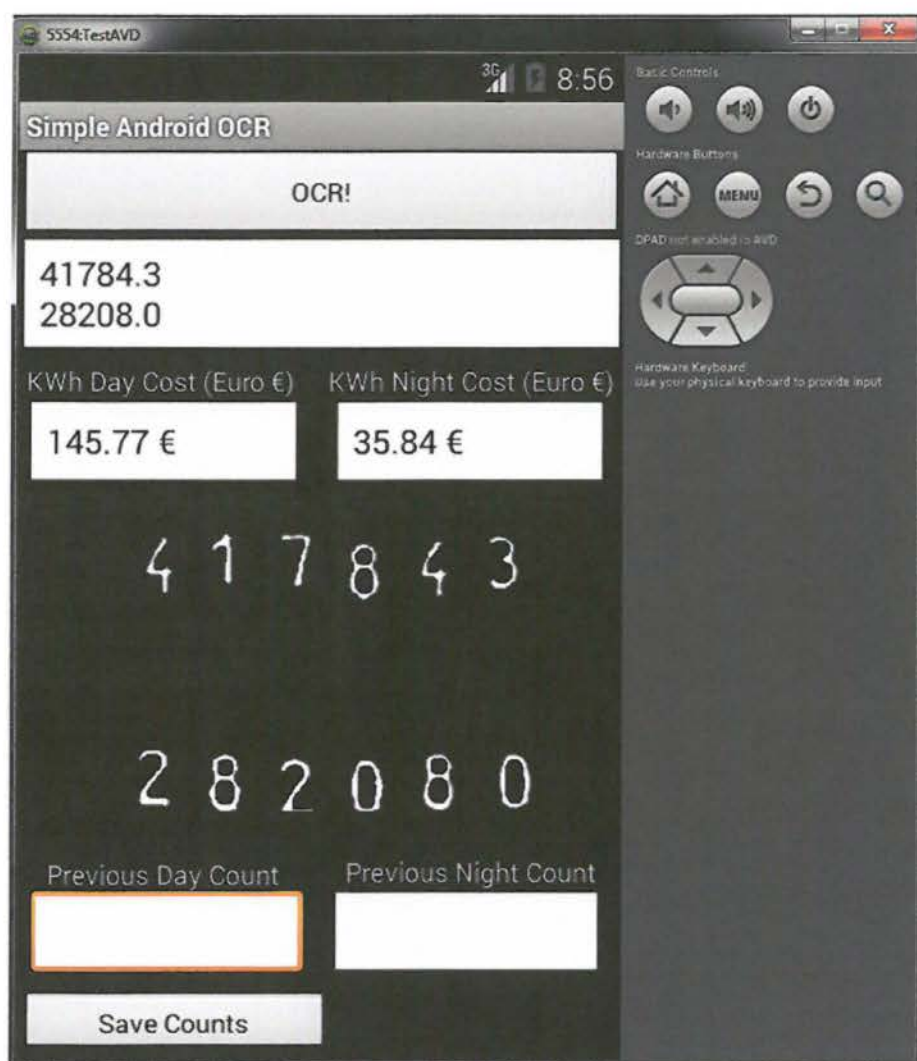 5554:TestAVD
3G 8:56
Simple Android OCR
OCR!
41784.3
28208.0
KWh Day Cost (Euro €) KWh Night Cost (Euro €)
145.77 € 35.84 €
4 1 7 8 4 3
2 8 2 0 8 0
Previous Day Count Previous Night Count
Save Counts
Basic Controls
Hardware Buttons
MENU
DPAD not enabled in AVD
Hardware Keyboard
Use your physical keyboard to provide input